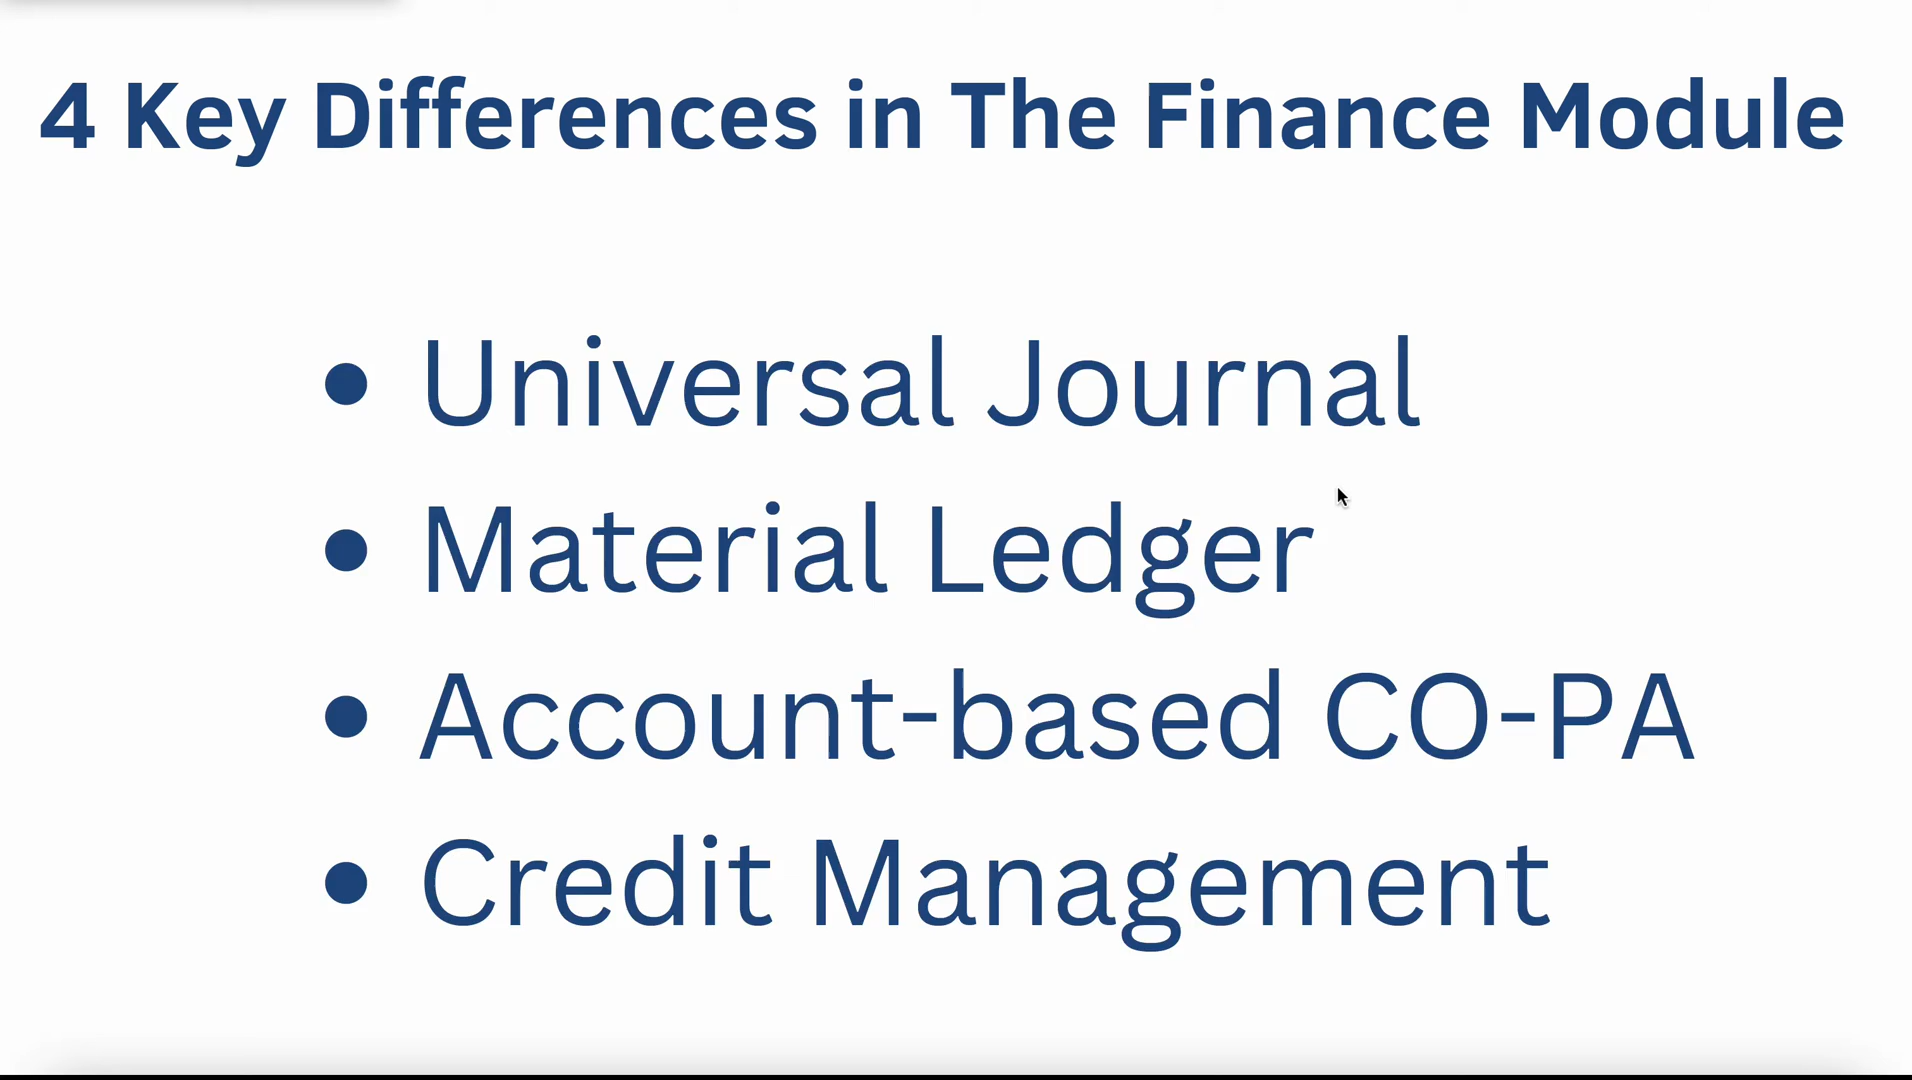 4 Key Differences in The Finance Module
• Universal Journal
• Material Ledger
• Account-based CO-PA
• Credit Management